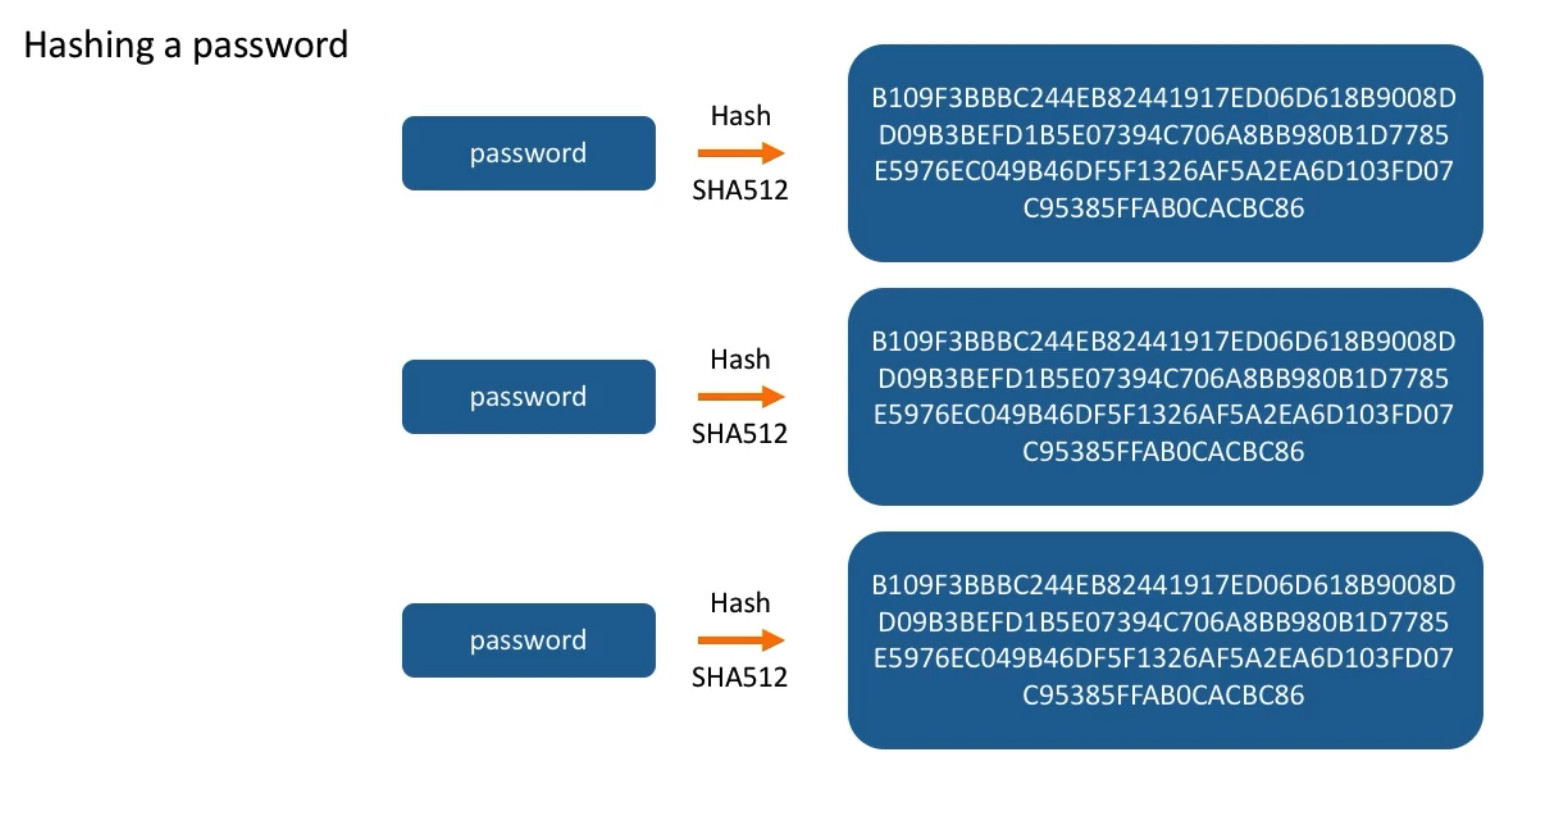 Hashing a password
password
Hash
SHA512
B109F3BBBC244EB82441917ED06D618B9008D
D09B3BEFD1B5E07394C706A8BB980B1D7785
E5976EC049B46DF5F1326AF5A2EA6D103FD07
C95385FFAB0CACBC86
password
Hash
SHA512
B109F3BBBC244EB82441917ED06D618B9008D
D09B3BEFD1B5E07394C706A8BB980B1D7785
E5976EC049B46DF5F1326AF5A2EA6D103FD07
C95385FFAB0CACBC86
password
Hash
SHA512
B109F3BBBC244EB82441917ED06D618B9008D
D09B3BEFD1B5E07394C706A8BB980B1D7785
E5976EC049B46DF5F1326AF5A2EA6D103FD07
C95385FFAB0CACBC86